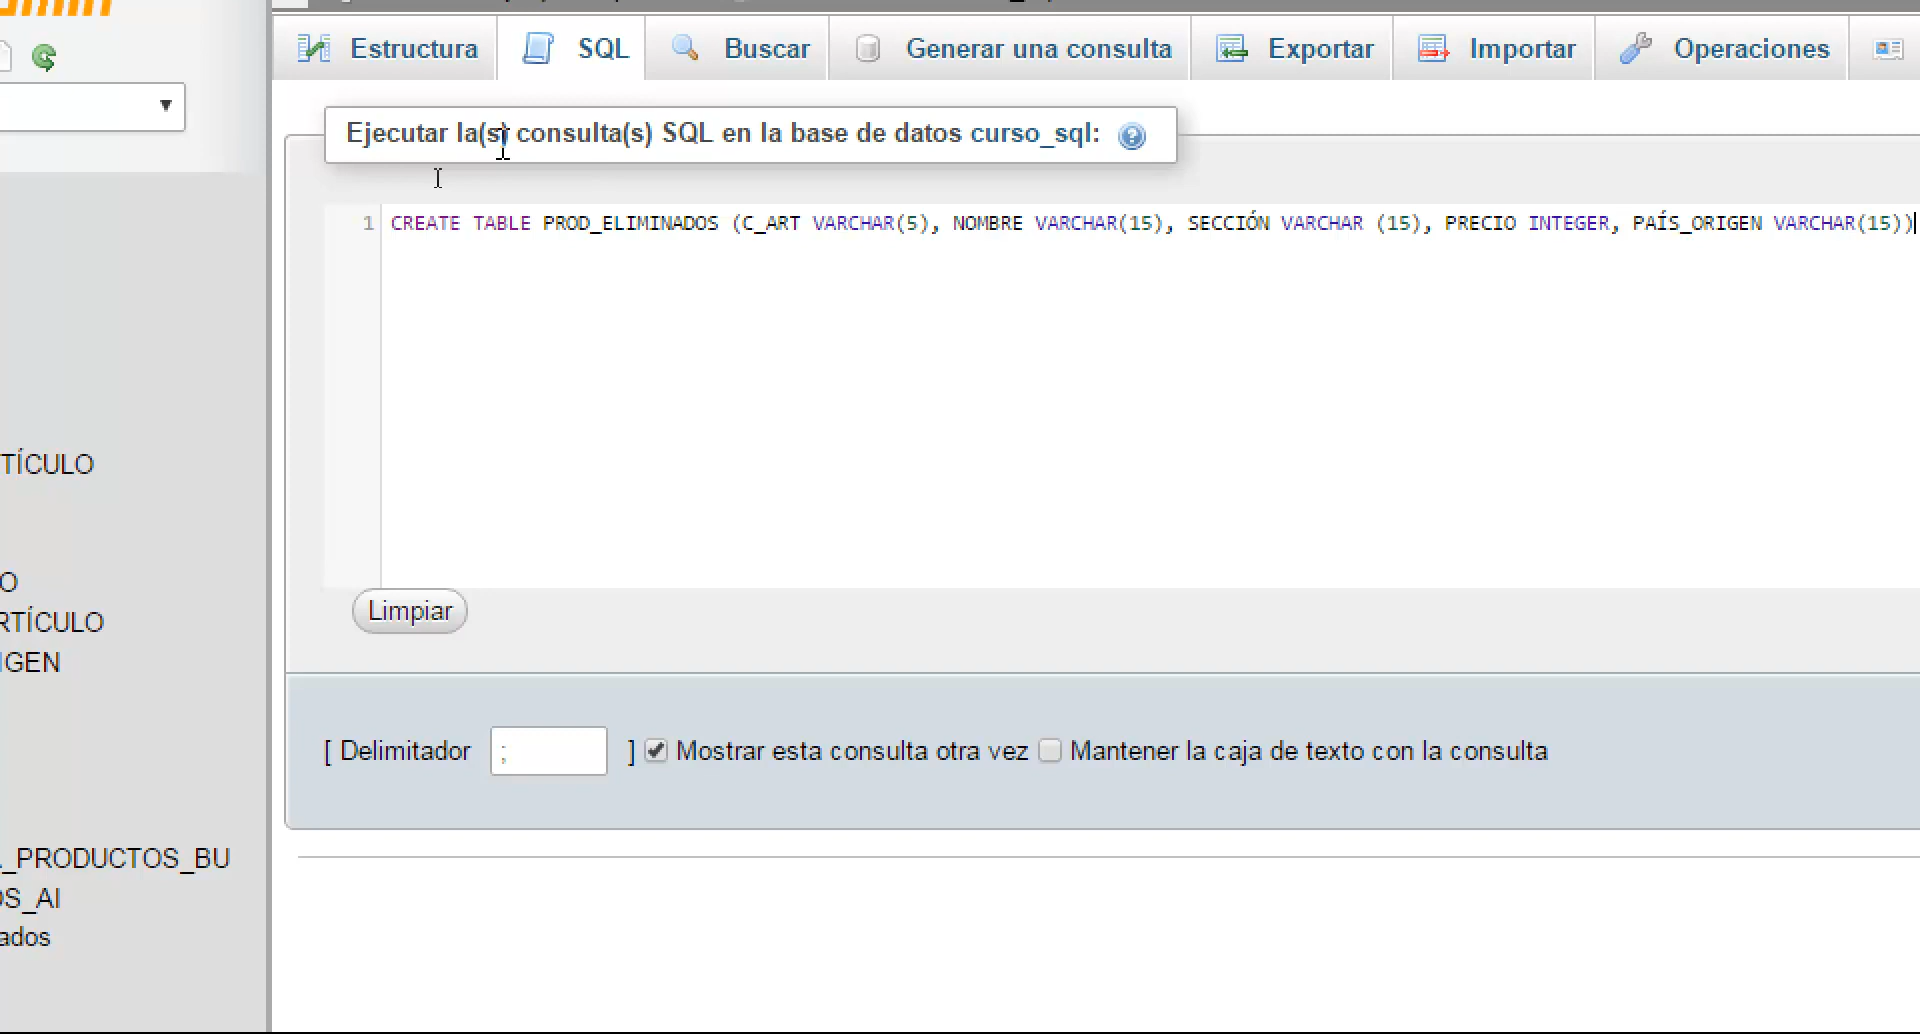 Estructura SQL Buscar Generar una consulta Exportar Importar Operaciones
Ejecutar la(s) consulta(s) SQL en la base de datos curso_sql:
1 CREATE TABLE PROD_ELIMINADOS (C_ART VARCHAR(5), NOMBRE VARCHAR(15), SECCIÓN VARCHAR (15), PRECIO INTEGER, PAÍS_ORIGEN VARCHAR(15))
TÍCULO
O
RTÍCULO
IGEN
Limpiar
[ Delimitador ; ] Mostrar esta consulta otra vez Mantener la caja de texto con la consulta
_PRODUCTOS_BU
OS_AI
ados